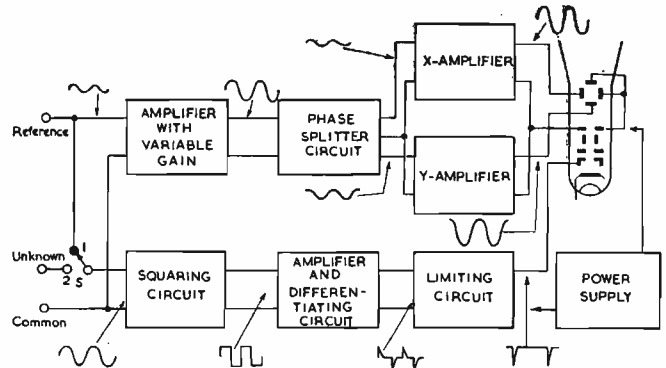 X-AMPLIFIER
Reference
AMPLIFIER
WITH
VARIABLE
GAIN
PHASE
SPLITTER
CIRCUIT
Y-AMPLIFIER
Unknown
1
2
S
Common
SQUARING
CIRCUIT
AMPLIFIER
AND
DIFFEREN-
TIATING
CIRCUIT
LIMITING
CIRCUIT
POWER
SUPPLY